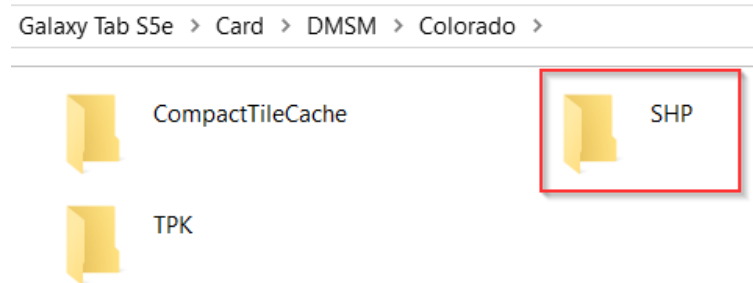 Galaxy Tab S5e > Card > DMSM > Colorado >
CompactTileCache
SHP
TPK